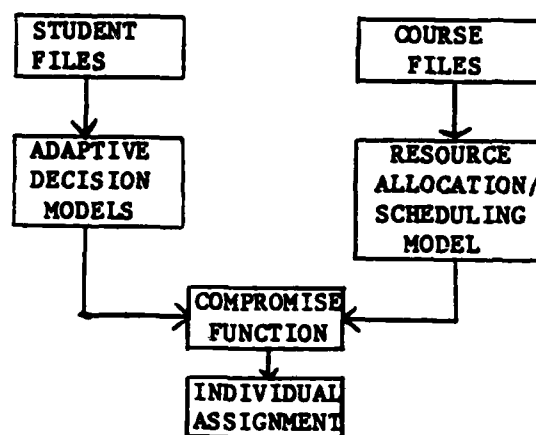 STUDENT
FILES
COURSE
FILES
ADAPTIVE
DECISION
MODELS
RESOURCE
ALLOCATION/
SCHEDULING
MODEL
COMPROMISE
FUNCTION
INDIVIDUAL
ASSIGNMENT